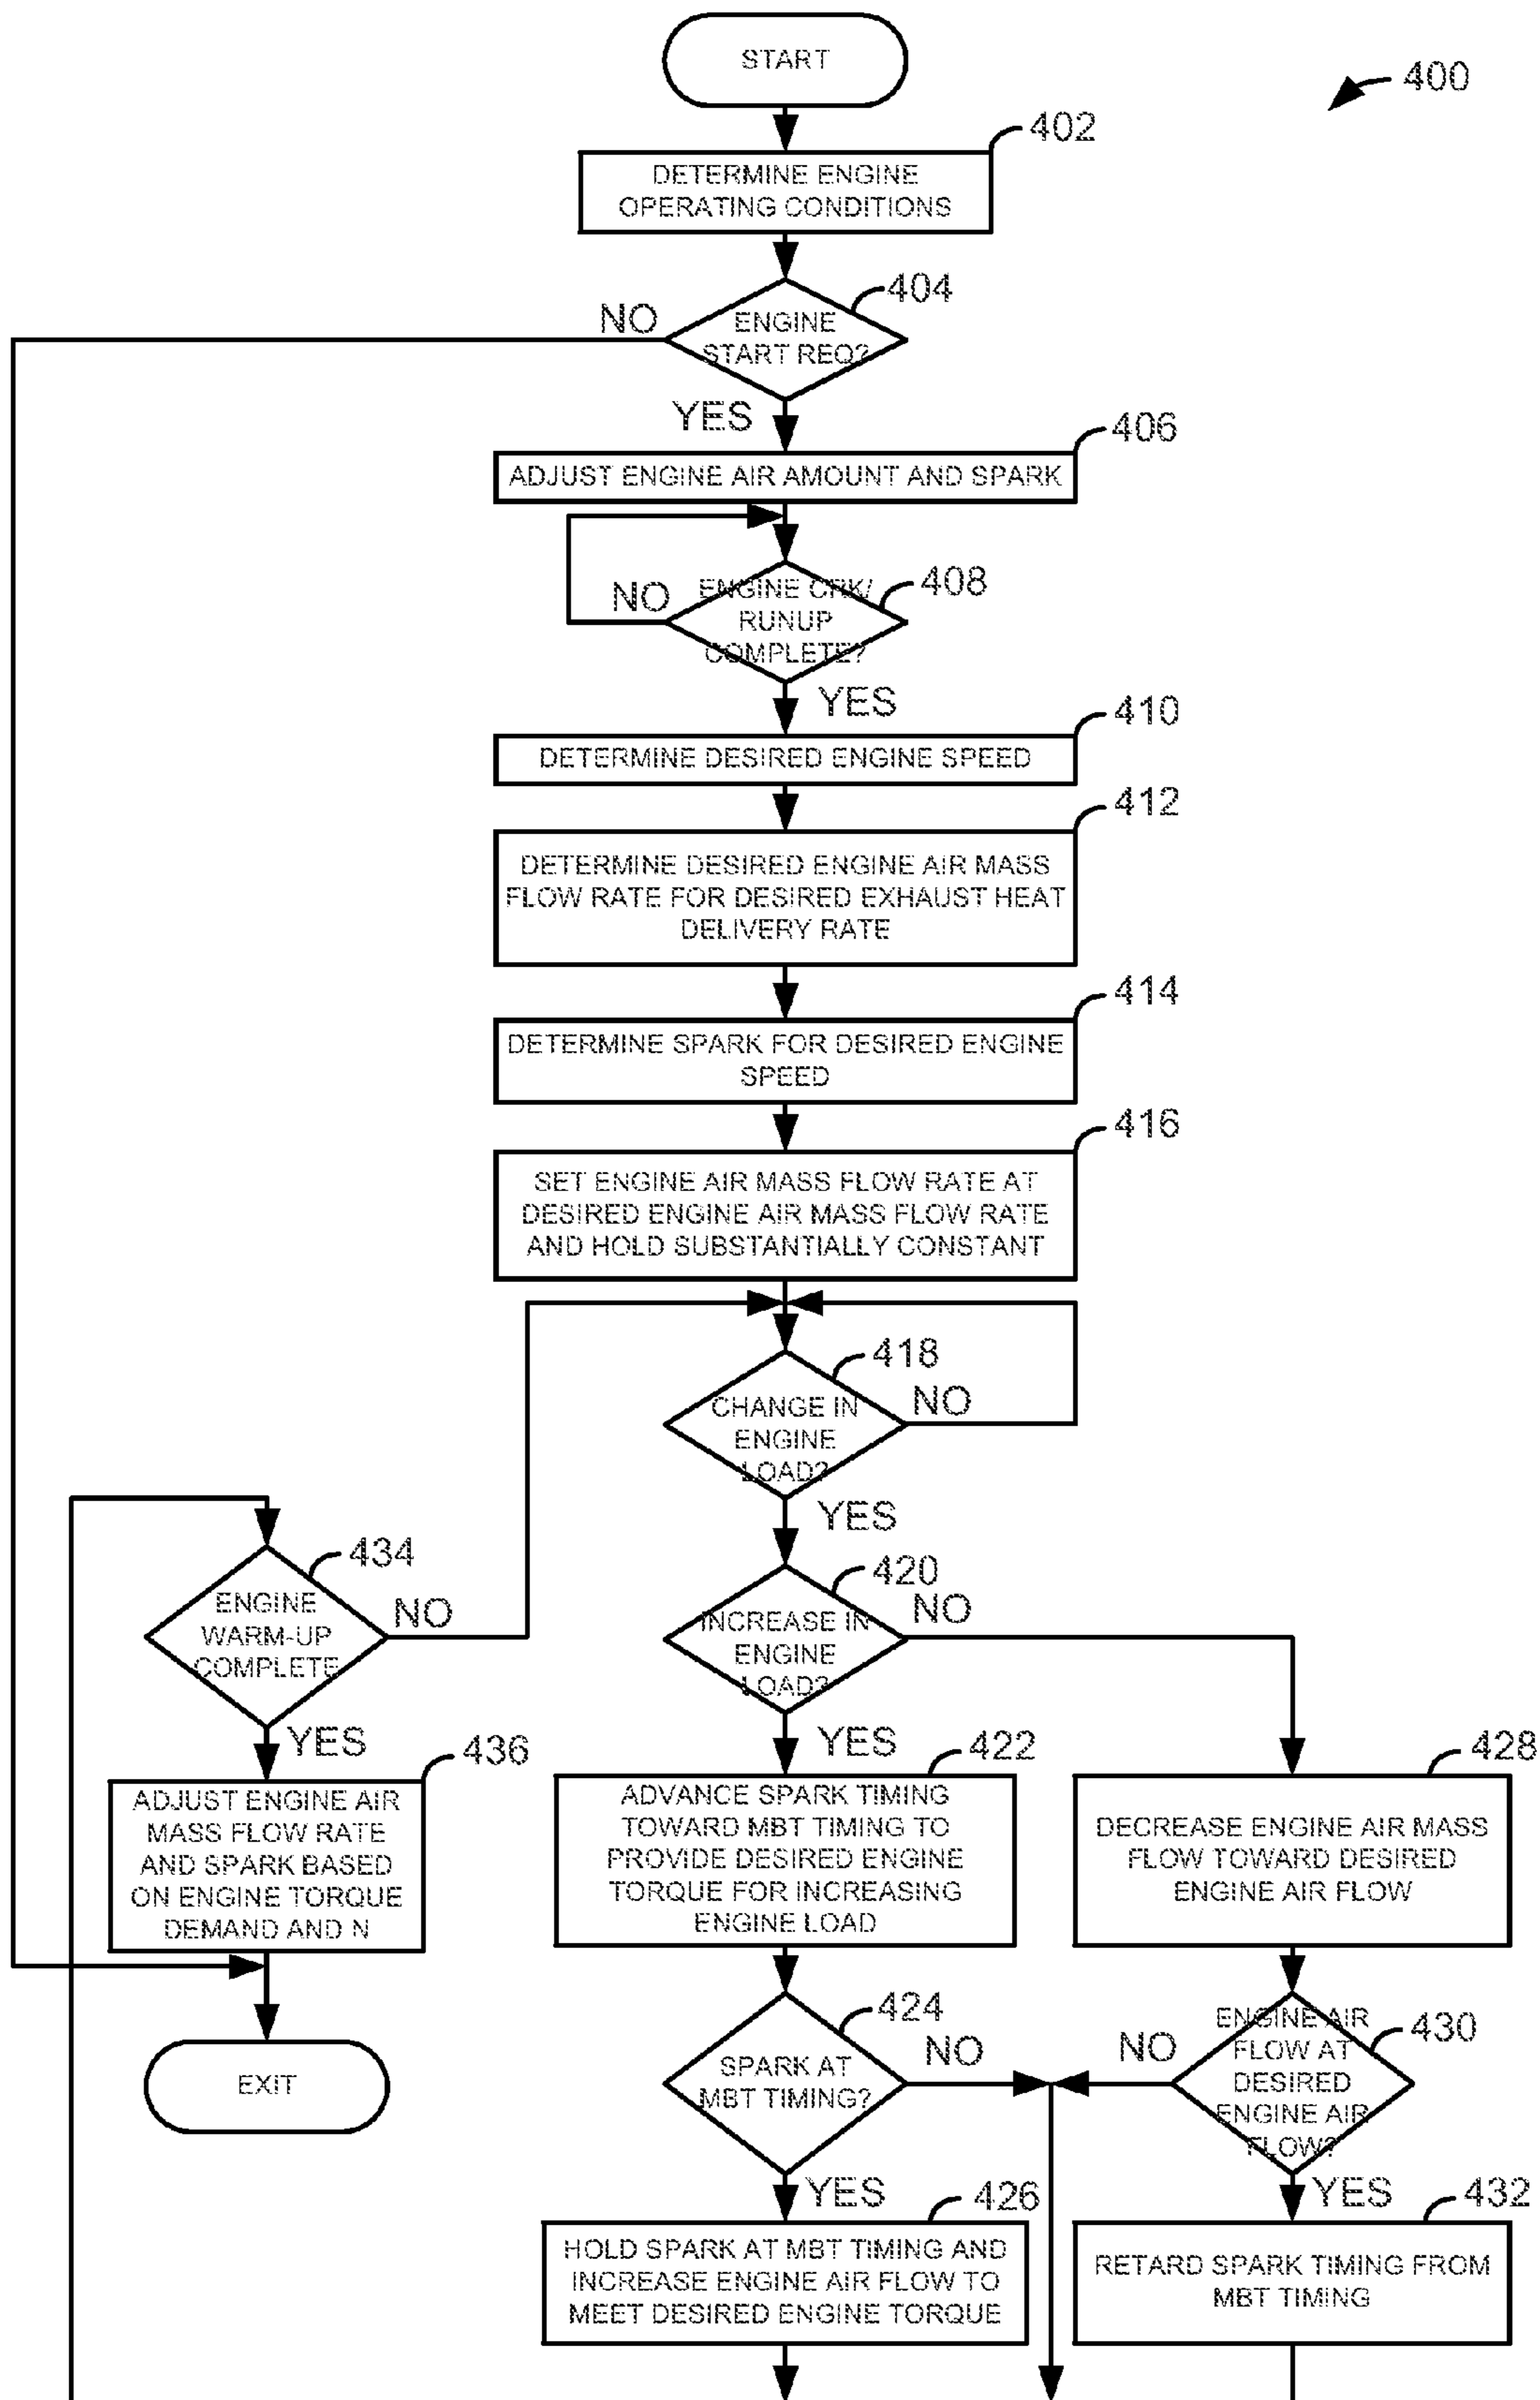 START
400
402
DETERMINE ENGINE
OPERATING CONDITIONS
404
NO
ENGINE
START REQ?
YES
406
ADJUST ENGINE AIR AMOUNT AND SPARK
408
NO
ENGINE CRK/
RUNUP
COMPLETE?
YES
410
DETERMINE DESIRED ENGINE SPEED
412
DETERMINE DESIRED ENGINE AIR MASS
FLOW RATE FOR DESIRED EXHAUST HEAT
DELIVERY RATE
414
DETERMINE SPARK FOR DESIRED ENGINE
SPEED
416
SET ENGINE AIR MASS FLOW RATE AT
DESIRED ENGINE AIR MASS FLOW RATE
AND HOLD SUBSTANTIALLY CONSTANT
418
CHANGE IN
ENGINE
LOAD?
NO
YES
420
INCREASE IN
ENGINE
LOAD?
NO
YES
434
ENGINE
WARM-UP
COMPLETE
NO
YES
436
ADJUST ENGINE AIR
MASS FLOW RATE
AND SPARK BASED
ON ENGINE TORQUE
DEMAND AND N
EXIT
422
ADVANCE SPARK TIMING
TOWARD MBT TIMING TO
PROVIDE DESIRED ENGINE
TORQUE FOR INCREASING
ENGINE LOAD
428
DECREASE ENGINE AIR MASS
FLOW TOWARD DESIRED
ENGINE AIR FLOW
424
SPARK AT
MBT TIMING?
NO
YES
430
NO
ENGINE AIR
FLOW AT
DESIRED
ENGINE AIR
FLOW?
YES
426
HOLD SPARK AT MBT TIMING AND
INCREASE ENGINE AIR FLOW TO
MEET DESIRED ENGINE TORQUE
432
RETARD SPARK TIMING FROM
MBT TIMING